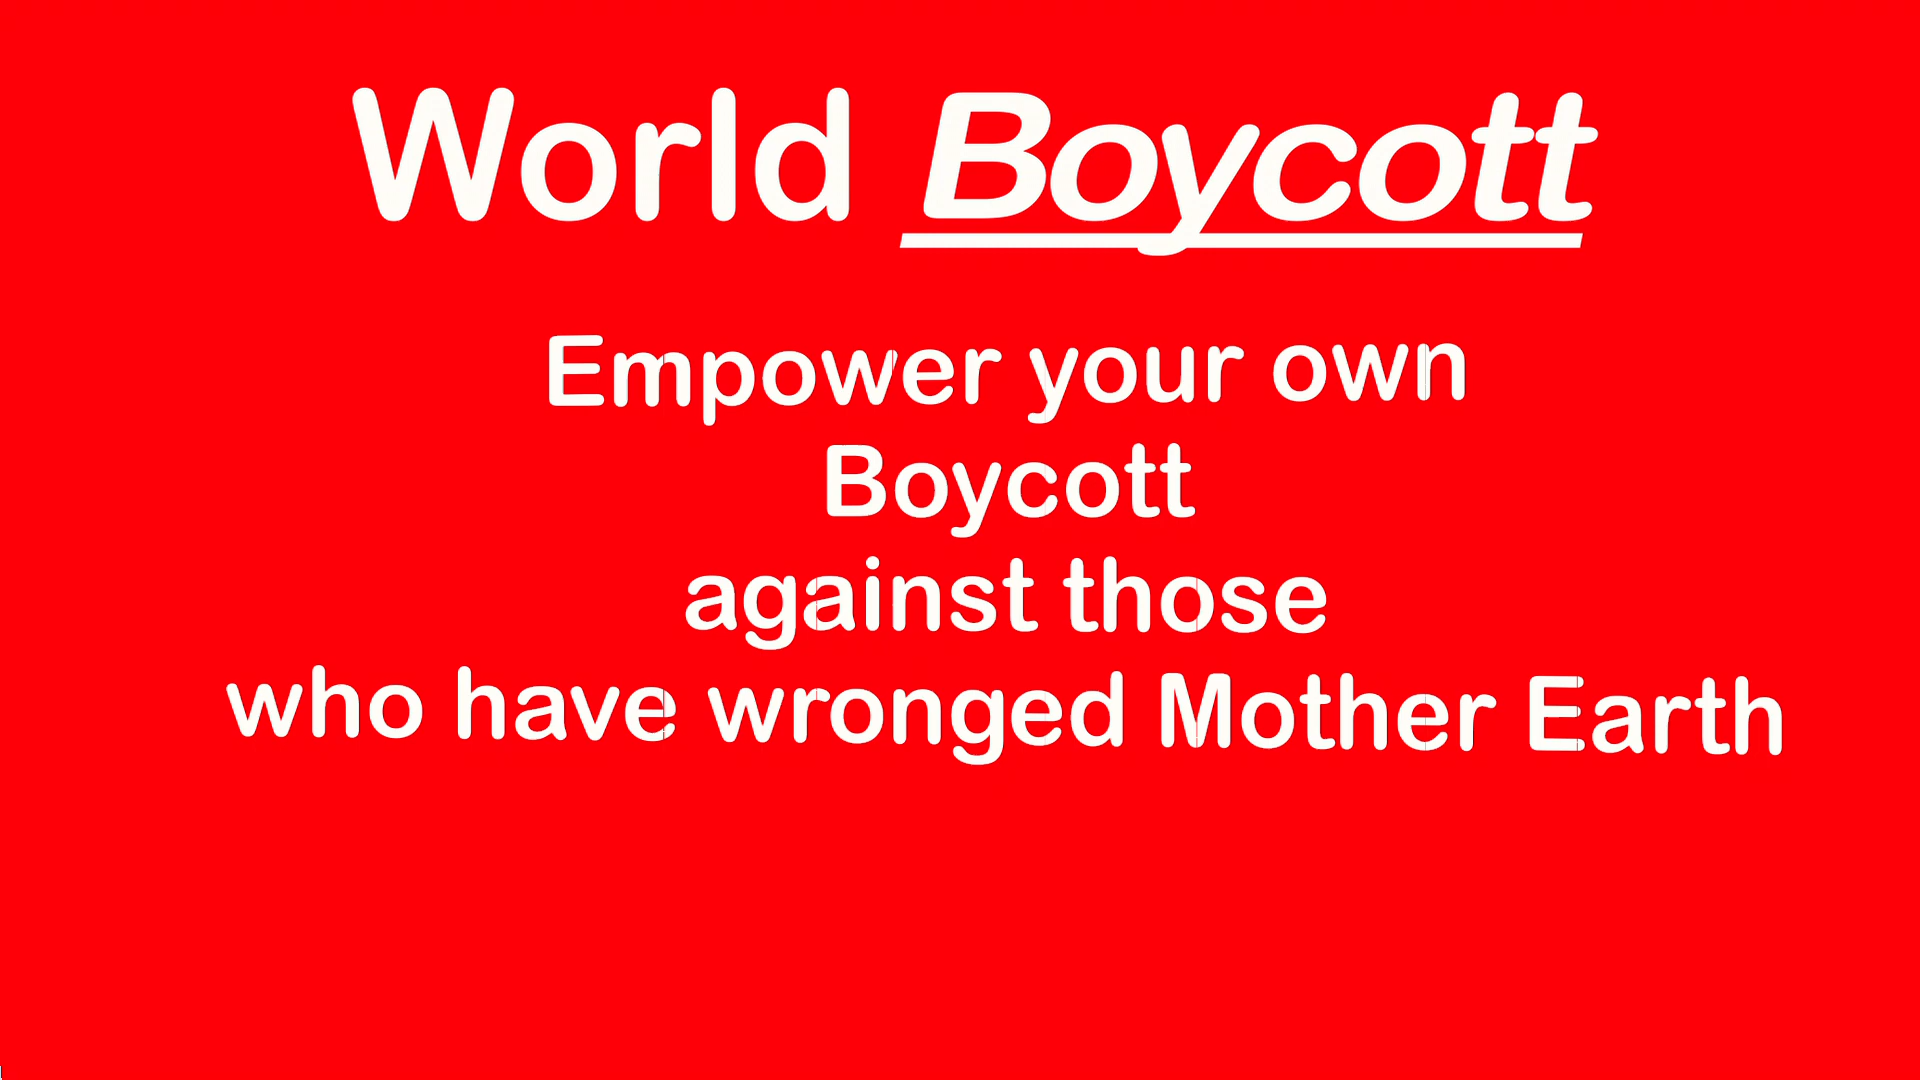 World Boycott
Empower your own
Boycott
against those
who have wronged Mother Earth